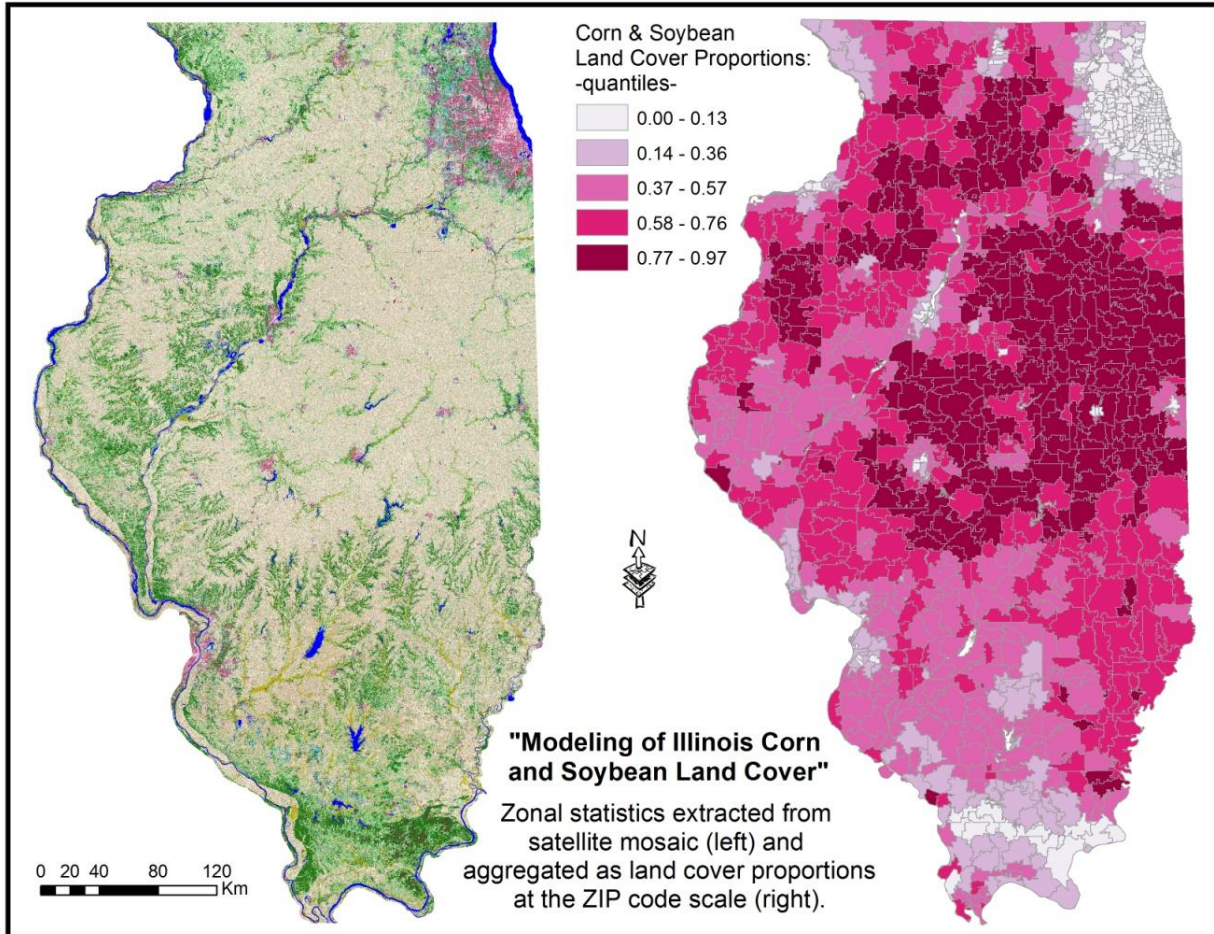 Corn & Soybean
Land Cover Proportions:
-quantiles-
0.00 - 0.13
0.14 - 0.36
0.37 - 0.57
0.58 - 0.76
0.77 - 0.97
N
"Modeling of Illinois Corn
and Soybean Land Cover"
Zonal statistics extracted from
satellite mosaic (left) and
aggregated as land cover proportions
at the ZIP code scale (right).
0 20 40 80 120
Km